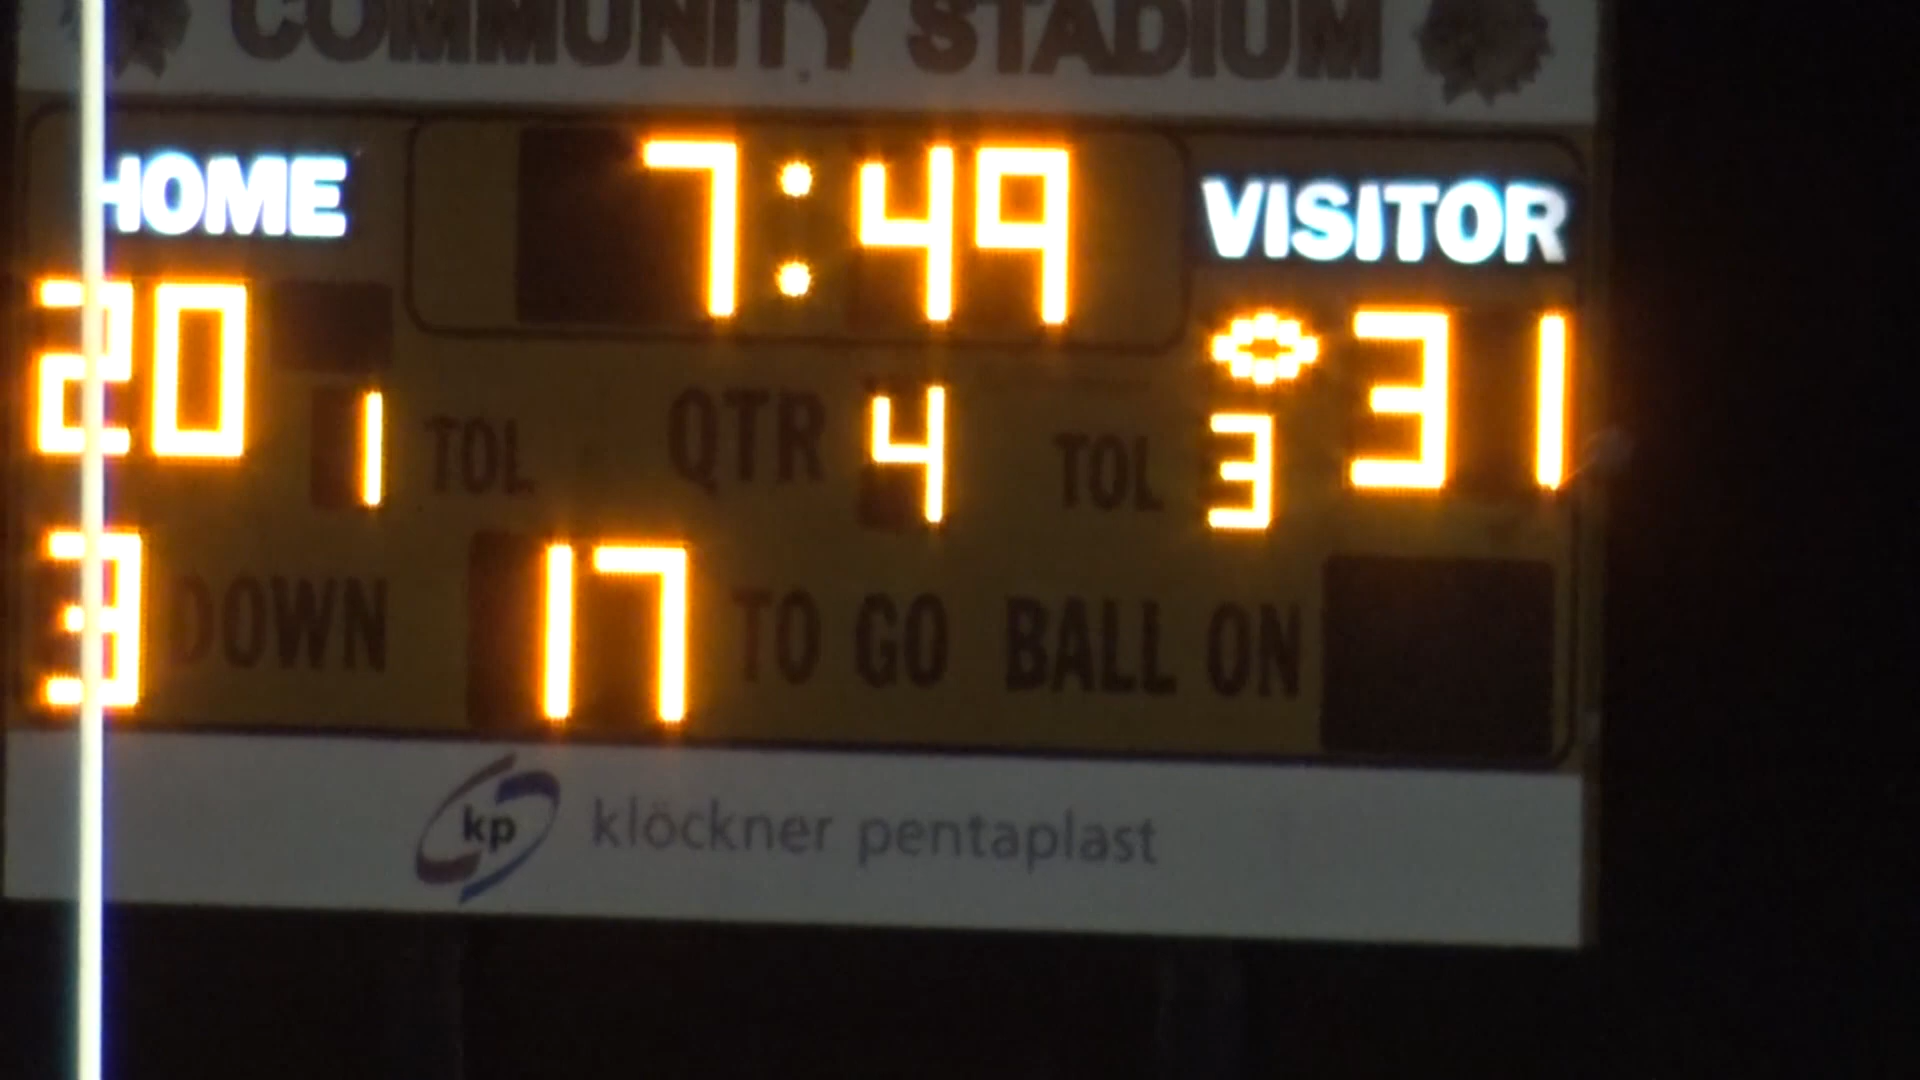 COMMUNITY STADIUM
HOME 7:49 VISITOR
20 31
1 TOL QTR 4 TOL 3
3 DOWN 17 TO GO BALL ON
kp klöckner pentaplast